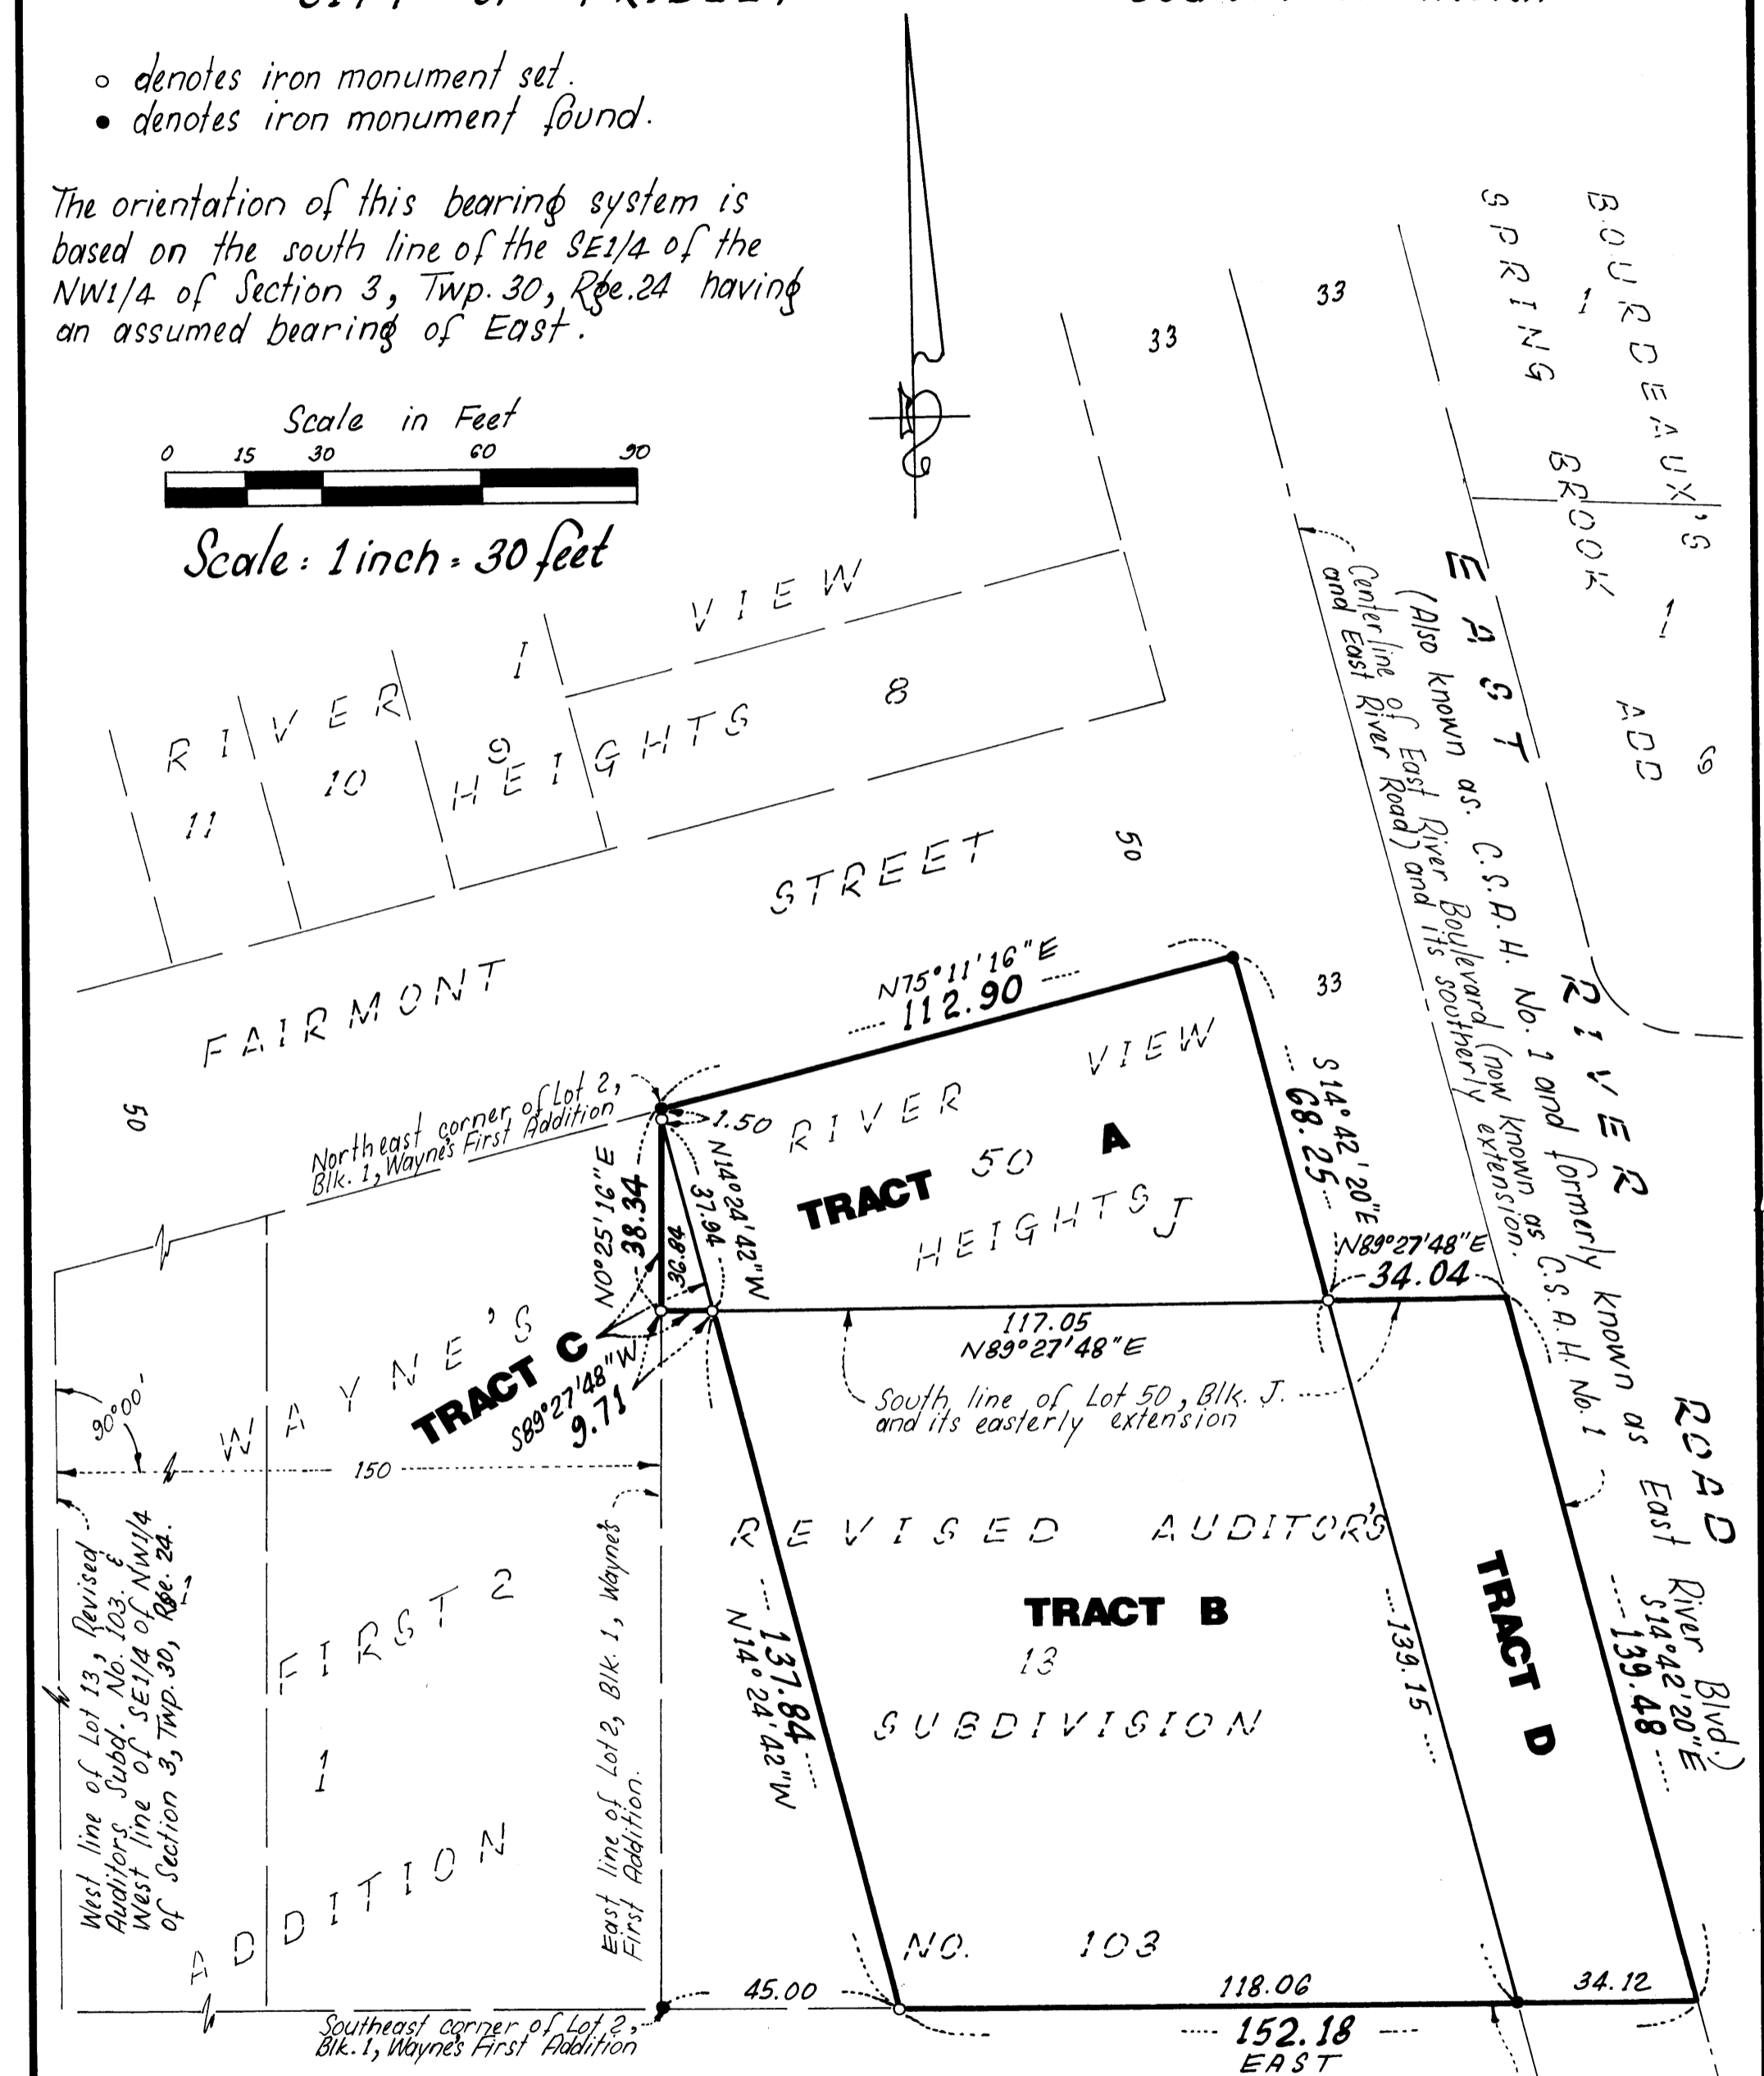 ○ denotes iron monument set.
● denotes iron monument found.
The orientation of this bearing system is
based on the south line of the SE1/4 of the
NW1/4 of Section 3, Twp. 30, Rge.24 having
an assumed bearing of East.
Scale in Feet
0 15 30 60 90
Scale: 1 inch = 30 feet
33
33
BOURDEAUX'S
SPRING BROOK ADD
1
1
6
EAST RIVER ROAD
(Also known as C.S.A.H. No. 1 and formerly known as East River Blvd.)
Centerline of East River Boulevard (now known as C.S.A.H. No. 1
and East River Road) and its southerly extension.
RIVER VIEW
HEIGHTS
1
8
9
10
11
FAIRMONT STREET
50
50
N75°11'16"E
112.90
33
S14°42'20"E
68.25
Northeast corner of Lot 2,
Blk. 1, Wayne's First Addition
1.50
RIVER VIEW
HEIGHTS
50
J
TRACT A
N0°25'16"E
38.34
36.84
37.94
N14°24'42"W
N89°27'48"E
34.04
117.05
N89°27'48"E
TRACT C
S89°27'48"W
9.71
South line of Lot 50, Blk. J.
and its easterly extension
WAYNE'S
FIRST
ADDITION
2
1
90°00'
150
West line of Lot 13, Revised
Auditors Subd. No. 103. &
West line of SE1/4 of NW1/4
of Section 3, Twp. 30, Rge. 24.
East line of Lot 2, Blk. 1, Wayne's
First Addition.
REVISED AUDITOR'S
TRACT B
13
SUBDIVISION
NO. 103
137.84
N14°24'42"W
139.15
TRACT D
S14°42'20"E
139.48
45.00
118.06
34.12
152.18
EAST
Southeast corner of Lot 2,
Blk. 1, Wayne's First Addition